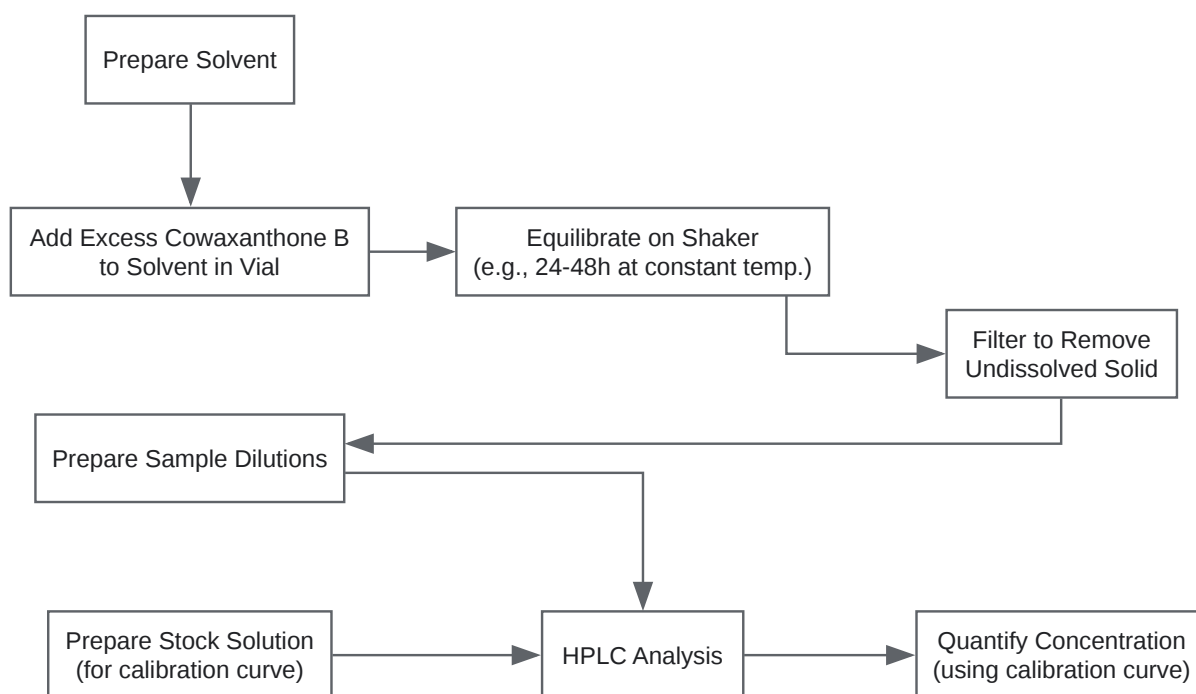 Prepare Solvent
Add Excess Cowaxanthone B
to Solvent in Vial
Equilibrate on Shaker
(e.g., 24-48h at constant temp.)
Filter to Remove
Undissolved Solid
Prepare Sample Dilutions
Prepare Stock Solution
(for calibration curve)
HPLC Analysis
Quantify Concentration
(using calibration curve)